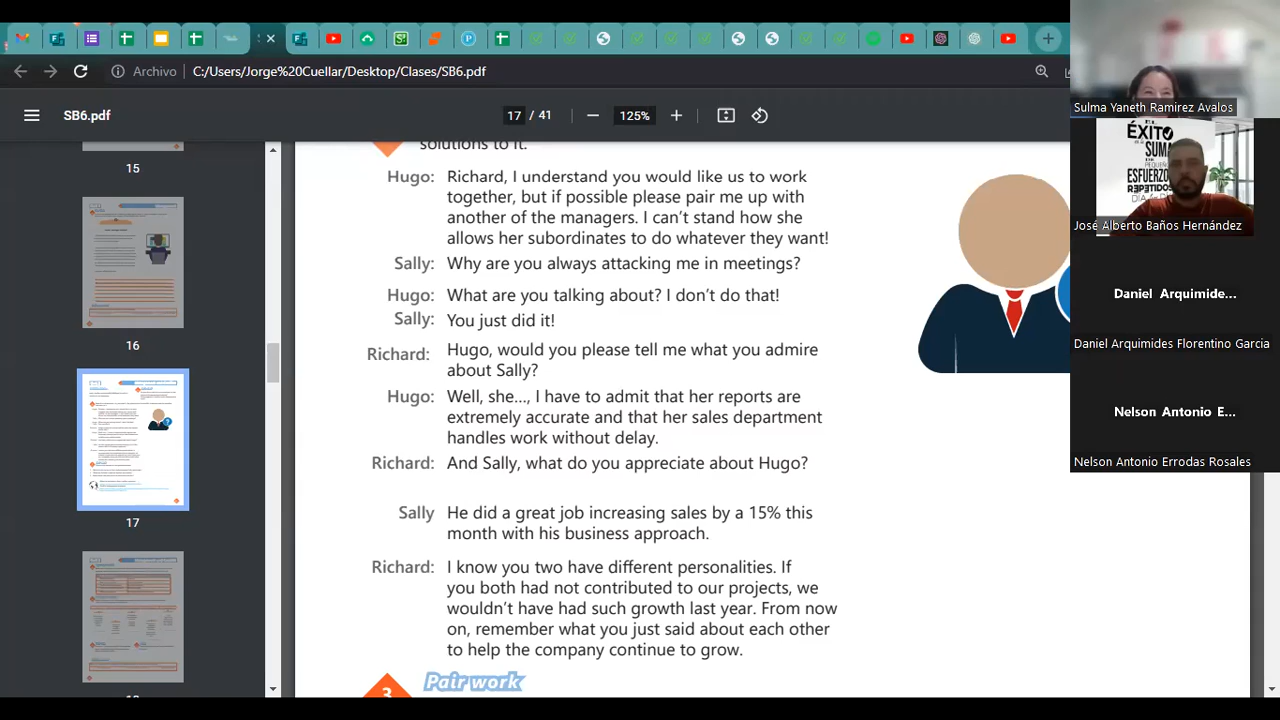 Archivo
C:/Users/Jorge%20Cuellar/Desktop/Clases/SB6.pdf
SB6.pdf
17 / 41
125%
15
16
17
solutions to it.
Hugo: Richard, I understand you would like us to work
together, but if possible please pair me up with
another of the managers. I can't stand how she
allows her subordinates to do whatever they want!
Sally: Why are you always attacking me in meetings?
Hugo: What are you talking about? I don't do that!
Sally: You just did it!
Richard: Hugo, would you please tell me what you admire
about Sally?
Hugo: Well, she..., I have to admit that her reports are
extremely accurate and that her sales department
handles work without delay.
Richard: And Sally, what do you appreciate about Hugo?
Sally He did a great job increasing sales by a 15% this
month with his business approach.
Richard: I know you two have different personalities. If
you both had not contributed to our projects, we
wouldn't have had such growth last year. From now
on, remember what you just said about each other
to help the company continue to grow.
3 Pair work
Sulma Yaneth Ramírez Avalos
EL
ÉXITO
SUMA
ESFUERZO
REPETIDOS
DÍA
José Alberto Baños Hernández
Daniel Arquimide...
Daniel Arquimides Florentino Garcia
Nelson Antonio E...
Nelson Antonio Errodas Rosales